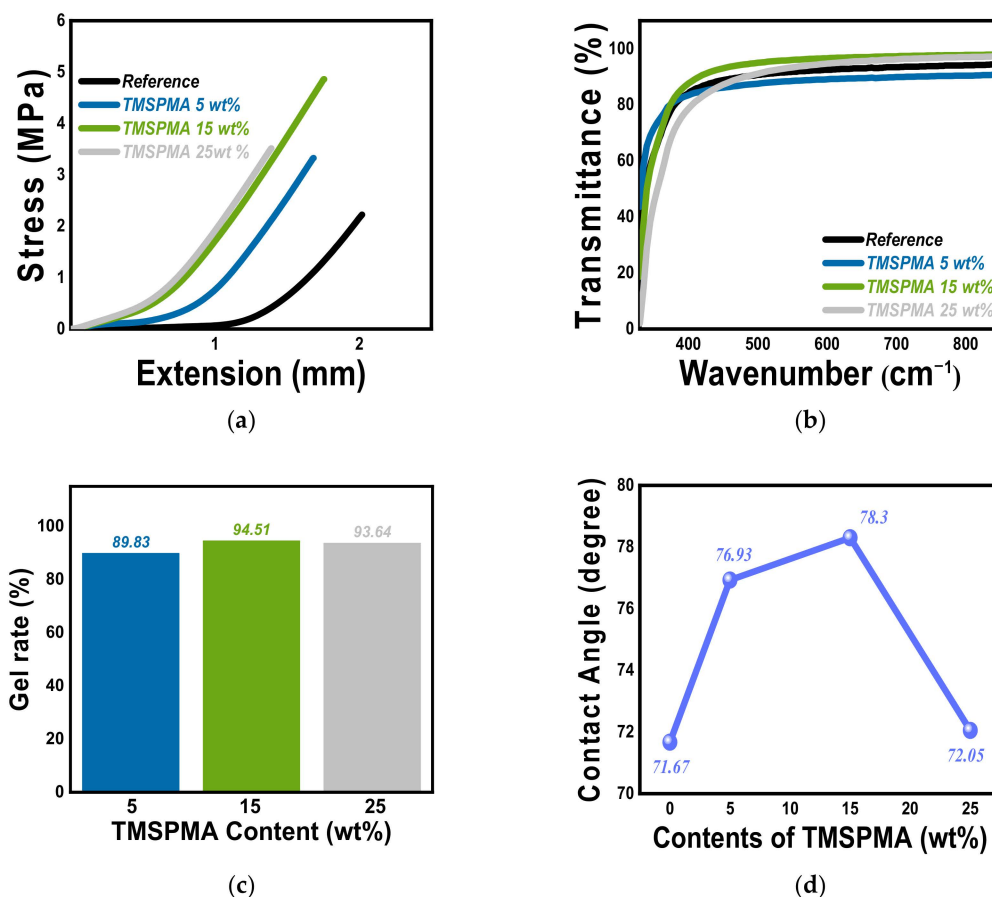 6
5
4
3
2
1
0
Stress (MPa)
Reference
TMSPMA 5 wt%
TMSPMA 15 wt%
TMSPMA 25wt %
1
2
Extension (mm)
(a)
100
80
60
40
20
0
Transmittance (%)
Reference
TMSPMA 5 wt%
TMSPMA 15 wt%
TMSPMA 25 wt%
400 500 600 700 800
Wavenumber (cm⁻¹)
(b)
100
80
60
40
20
0
Gel rate (%)
89.83
94.51
93.64
5 15 25
TMSPMA Content (wt%)
(c)
80
78
76
74
72
70
Contact Angle (degree)
71.67
76.93
78.3
72.05
0 5 10 15 20 25
Contents of TMSPMA (wt%)
(d)